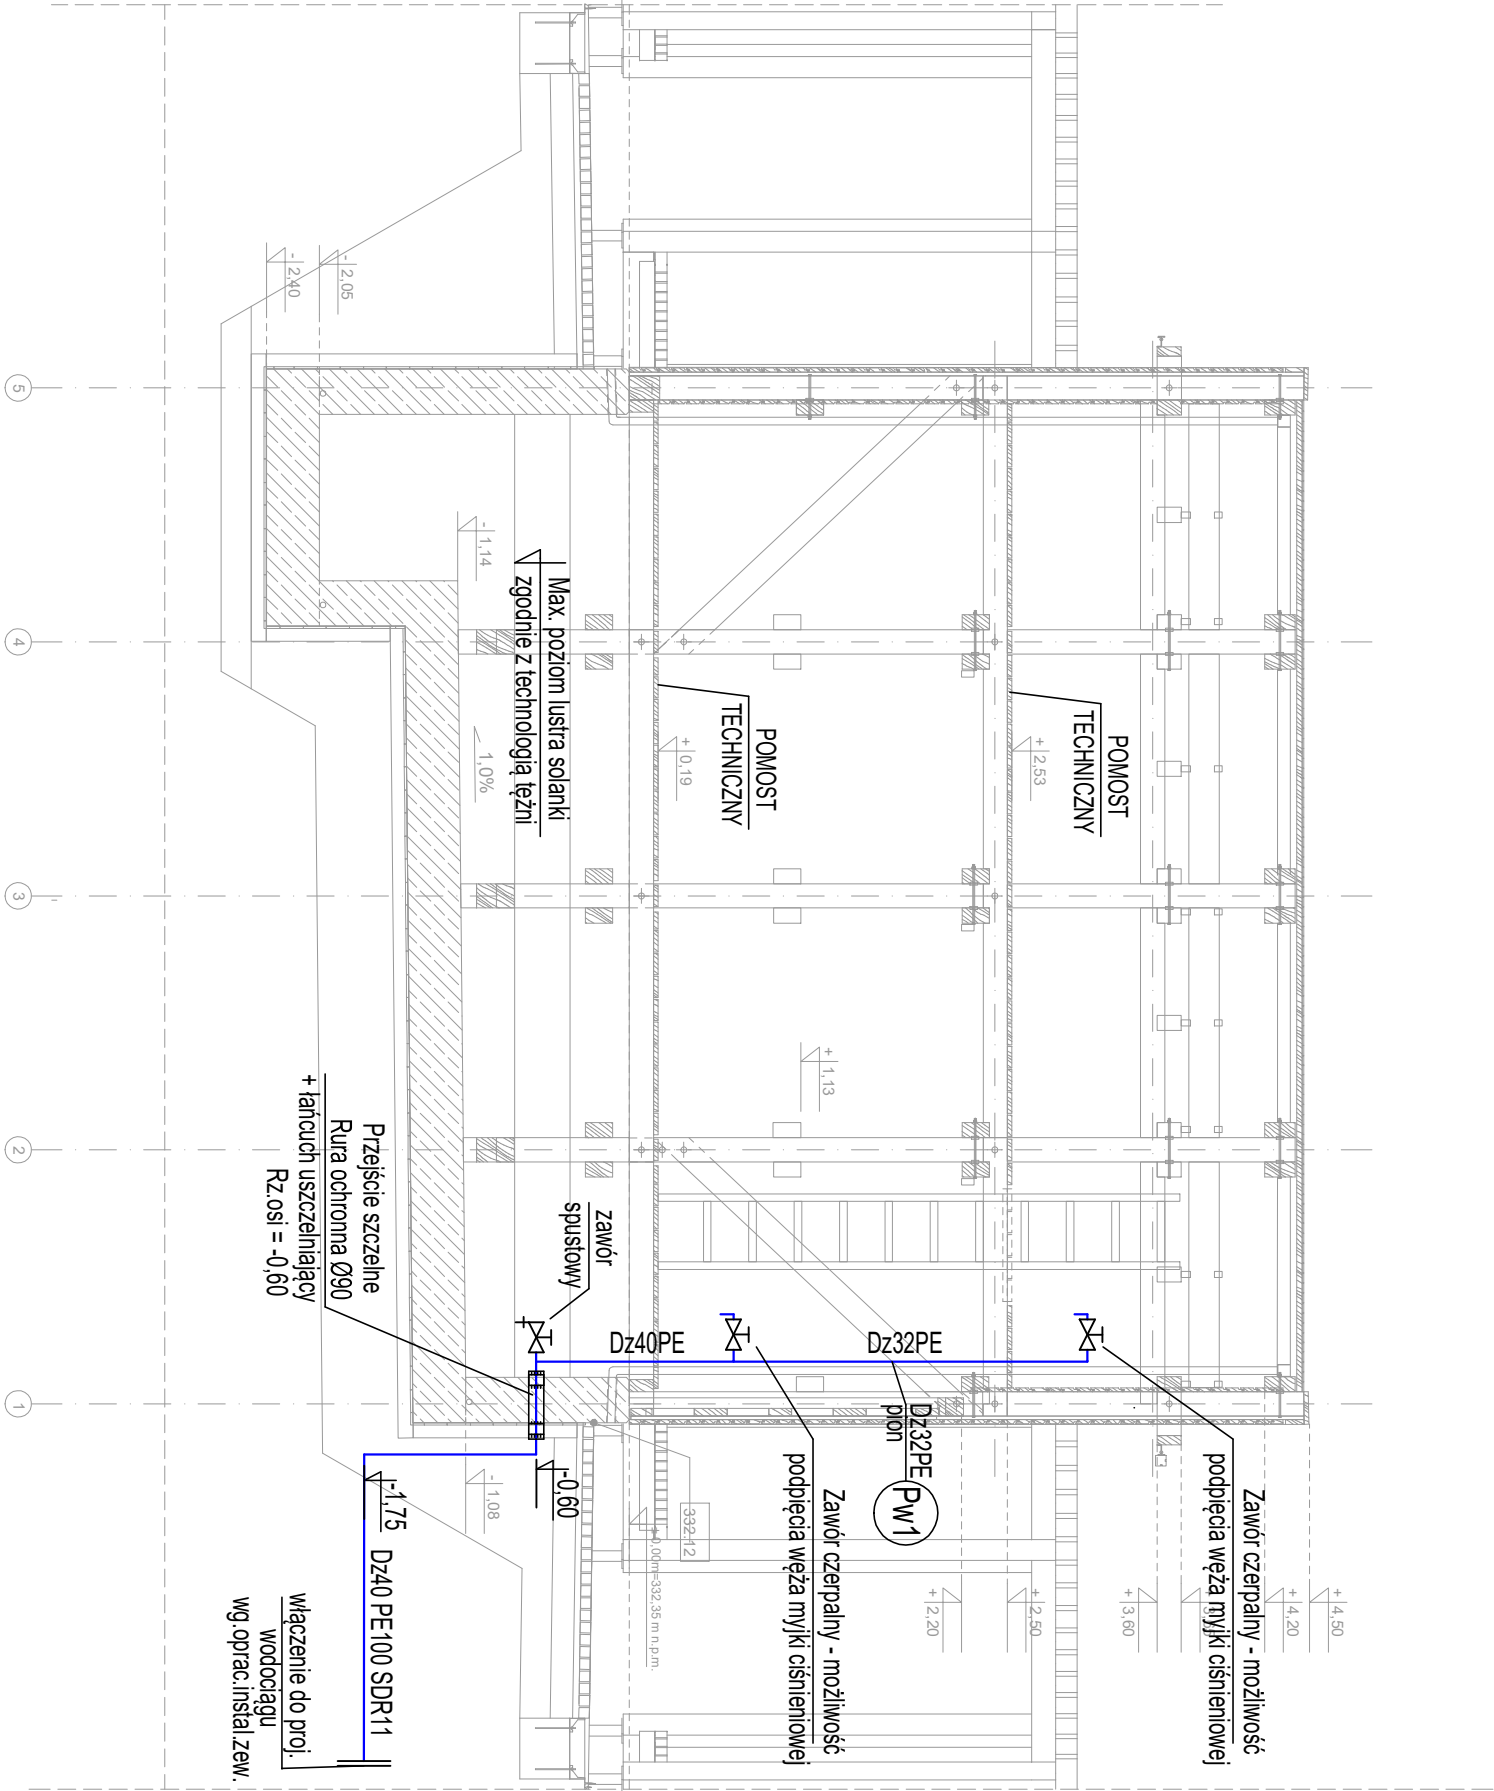 + 4,50
+ 4,20
+ 3,60
+ 2,50
+ 2,20
Zawór czerpalny - możliwość
podpięcia węża myjki ciśnieniowej
POMOST
TECHNICZNY
+ 2,53
+ 1,13
Dz32PE
Dz32PE
pion
Pw1
Zawór czerpalny - możliwość
podpięcia węża myjki ciśnieniowej
POMOST
TECHNICZNY
+ 0,19
Dz40PE
332.12
0,00m=332,35 m n.p.m.
zawór
spustowy
Max. poziom lustra solanki
zgodnie z technologią tężni
-0,60
- 1,14
1,0%
- 1,08
-1,75
Dz40 PE100 SDR11
Przejście szczelne
Rura ochronna Ø90
+ łańcuch uszczelniający
Rz.osi = -0,60
- 2,05
- 2,40
włączenie do proj.
wodociągu
wg.oprac.instal.zew.
5
4
3
2
1